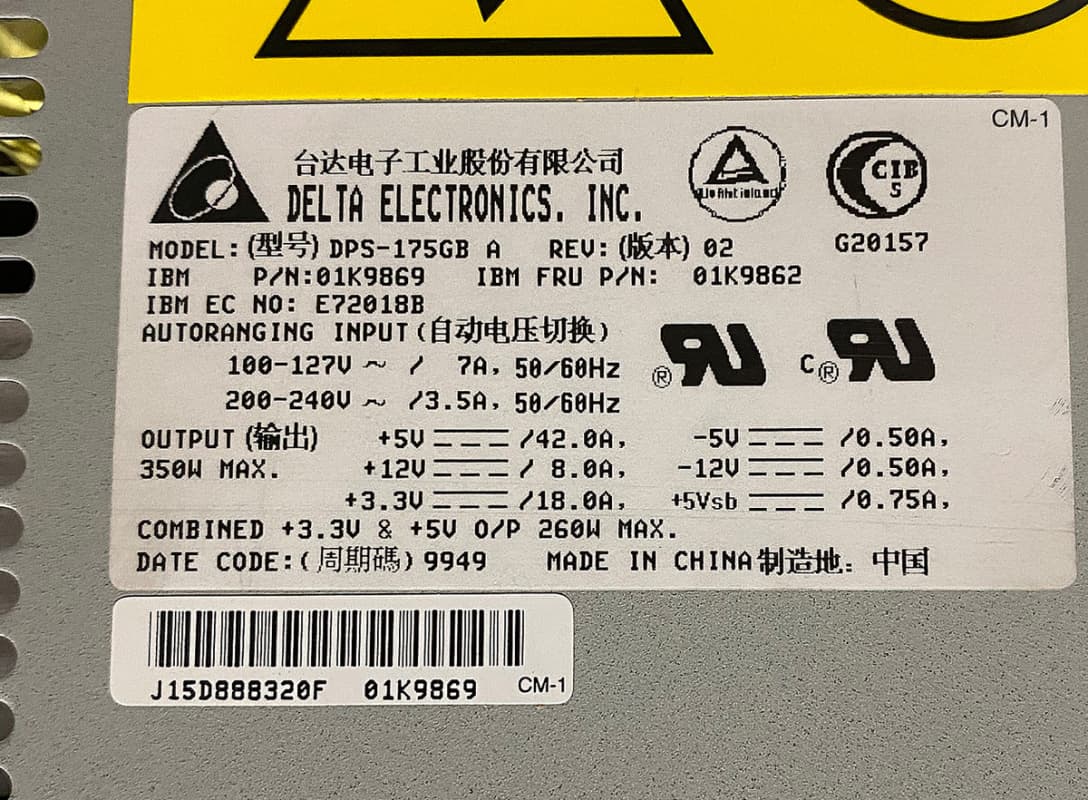 CM-1
台达电子工业股份有限公司
DELTA ELECTRONICS, INC.
CIB
S
G20157
MODEL:(型号) DPS-175GB A REV:(版本) 02
IBM P/N:01K9869 IBM FRU P/N: 01K9862
IBM EC NO: E72018B
AUTORANGING INPUT(自动电压切换)
100-127V ~ / 7A, 50/60Hz
200-240V ~ /3.5A, 50/60Hz
® RU C® RU
OUTPUT (输出) +5V ⎓ /42.0A, -5V ⎓ /0.50A,
350W MAX. +12V ⎓ / 8.0A, -12V ⎓ /0.50A,
+3.3V ⎓ /18.0A, +5Vsb ⎓ /0.75A,
COMBINED +3.3V & +5V O/P 260W MAX.
DATE CODE:(周期碼) 9949 MADE IN CHINA 制造地: 中国
J15D888320F 01K9869 CM-1